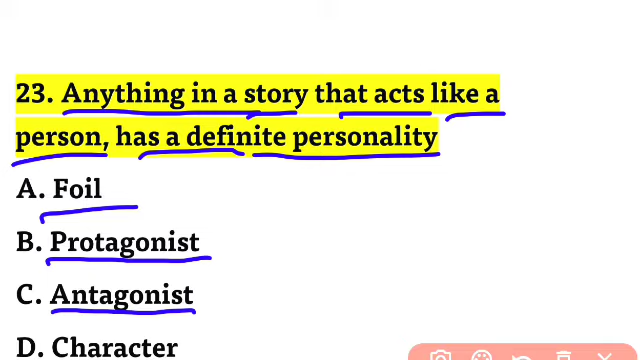 23. Anything in a story that acts like a
person, has a definite personality
A. Foil
B. Protagonist
C. Antagonist
D. Character